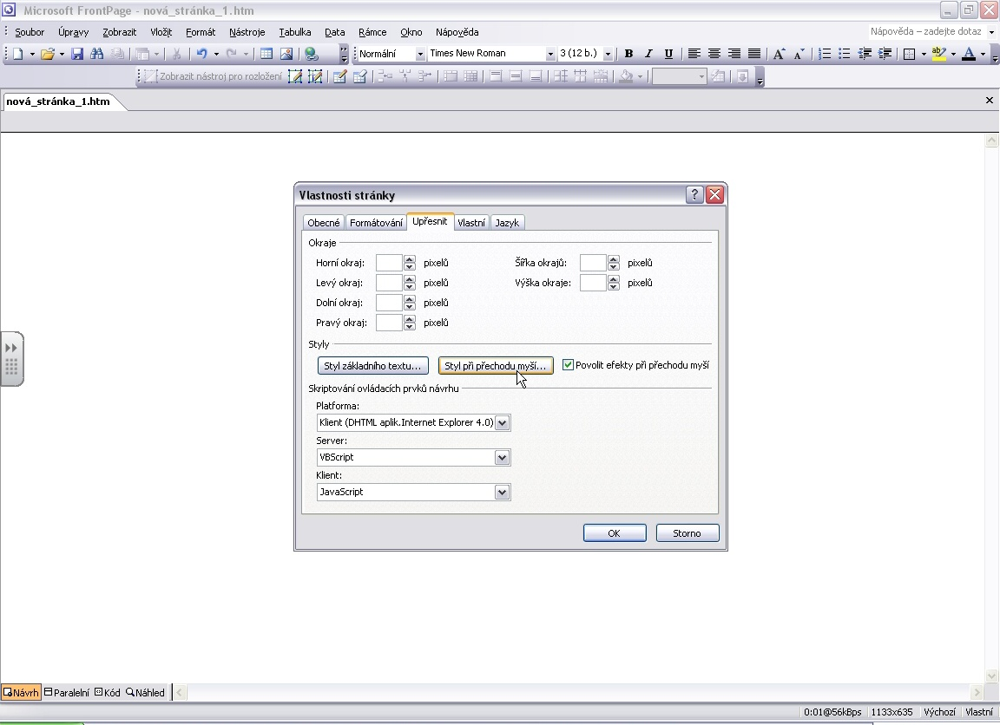 Microsoft FrontPage - nová_stránka_1.htm
Soubor Úpravy Zobrazit Vložit Formát Nástroje Tabulka Data Rámce Okno Nápověda Nápověda – zadejte dotaz
Normální Times New Roman 3 (12 b.) B I U A A ab A
Zobrazit nástroj pro rozložení
nová_stránka_1.htm
Vlastnosti stránky
Obecné Formátování Upřesnit Vlastní Jazyk
Okraje
Horní okraj: pixelů Šířka okrajů: pixelů
Levý okraj: pixelů Výška okraje: pixelů
Dolní okraj: pixelů
Pravý okraj: pixelů
Styly
Styl základního textu... Styl při přechodu myší... Povolit efekty při přechodu myší
Skriptování ovládacích prvků návrhu
Platforma:
Klient (DHTML aplik.Internet Explorer 4.0)
Server:
VBScript
Klient:
JavaScript
OK Storno
Návrh Paralelní Kód Náhled
0:01@56kBps 1133x635 Výchozí Vlastní